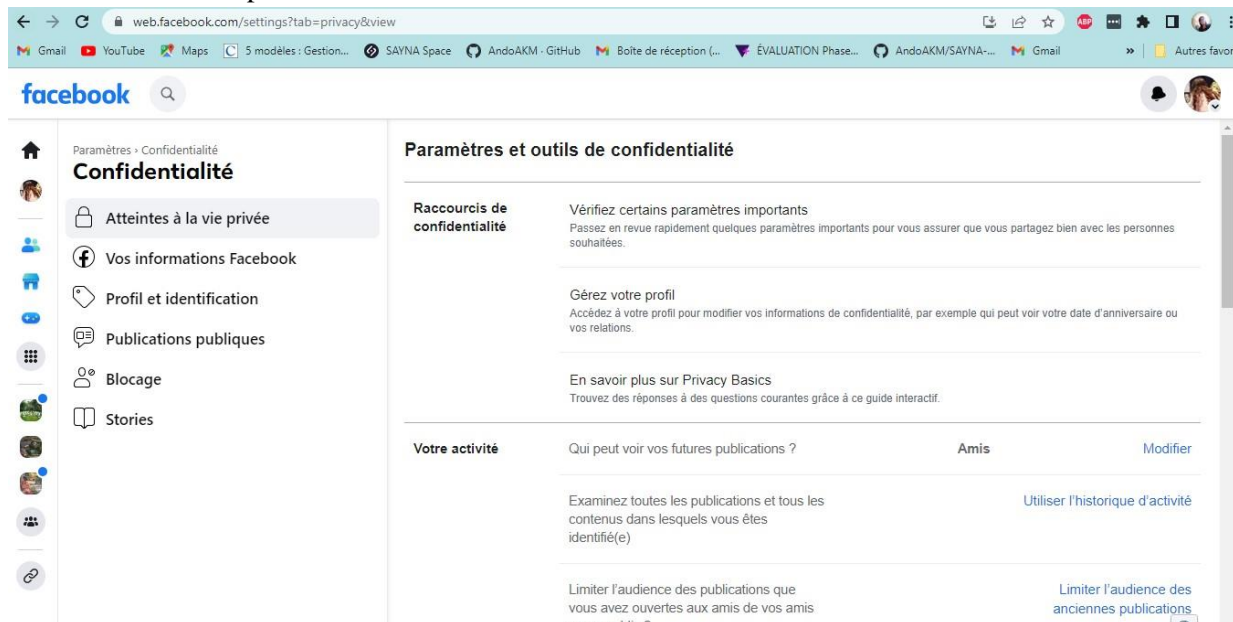 web.facebook.com/settings?tab=privacy&view
Gmail YouTube Maps 5 modèles : Gestion... SAYNA Space AndoAKM · GitHub Boîte de réception (... ÉVALUATION Phase... AndoAKM/SAYNA-... Gmail » Autres favor
ABP
facebook
Paramètres › Confidentialité
Confidentialité
Atteintes à la vie privée
Vos informations Facebook
Profil et identification
Publications publiques
Blocage
Stories
Paramètres et outils de confidentialité
Raccourcis de
confidentialité
Vérifiez certains paramètres importants
Passez en revue rapidement quelques paramètres importants pour vous assurer que vous partagez bien avec les personnes
souhaitées.
Gérez votre profil
Accédez à votre profil pour modifier vos informations de confidentialité, par exemple qui peut voir votre date d'anniversaire ou
vos relations.
En savoir plus sur Privacy Basics
Trouvez des réponses à des questions courantes grâce à ce guide interactif.
Votre activité
Qui peut voir vos futures publications ? Amis Modifier
Examinez toutes les publications et tous les
contenus dans lesquels vous êtes
identifié(e)
Utiliser l'historique d'activité
Limiter l'audience des publications que
vous avez ouvertes aux amis de vos amis
Limiter l'audience des
anciennes publications